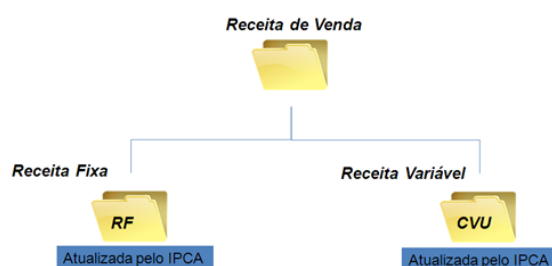 Receita de Venda
Receita Fixa
Receita Variável
RF
CVU
Atualizada pelo IPCA
Atualizada pelo IPCA